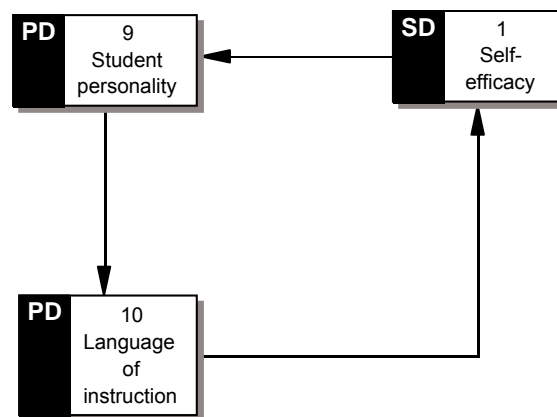 PD
9
Student
personality
SD
1
Self-
efficacy
PD
10
Language
of
instruction